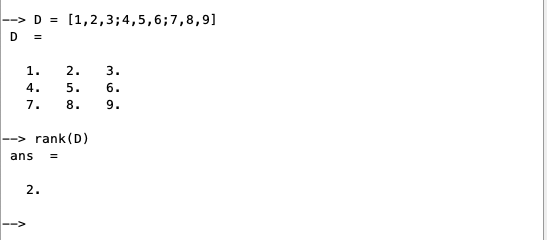 --> D = [1,2,3;4,5,6;7,8,9]
D =
1. 2. 3.
4. 5. 6.
7. 8. 9.
--> rank(D)
ans =
2.
-->